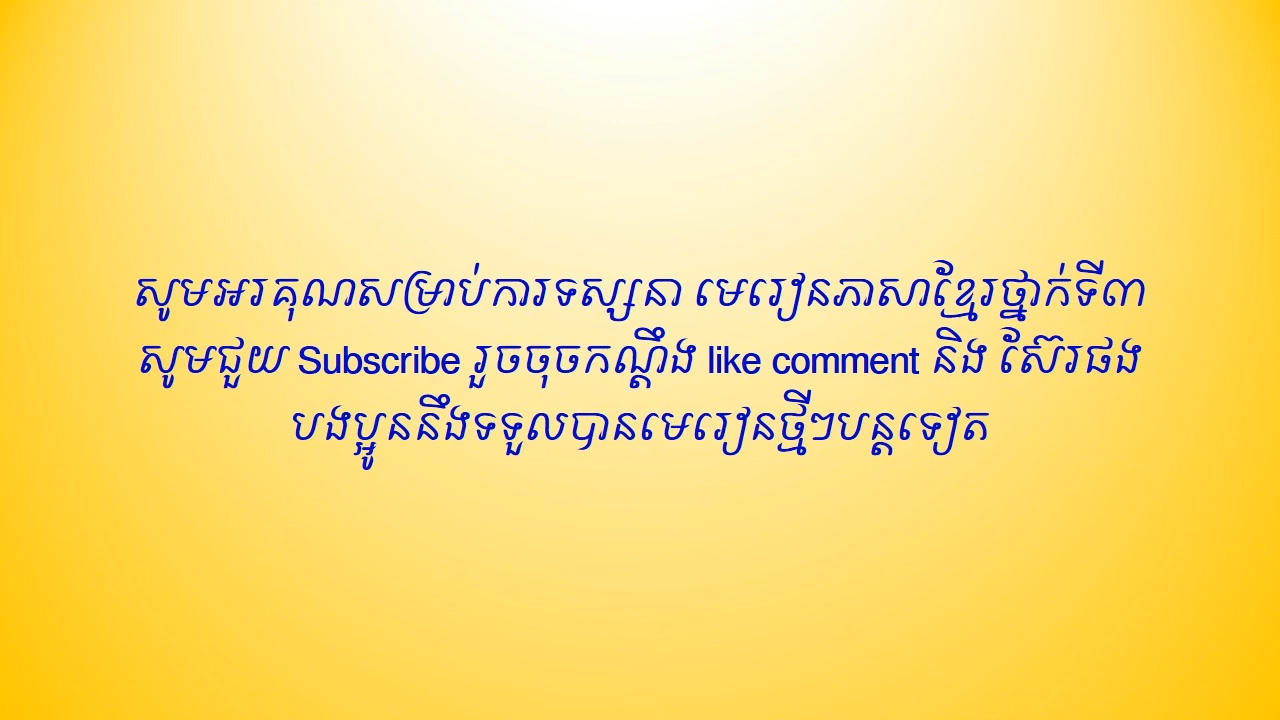 សូមអរគុណសម្រាប់ការទស្សនា មេរៀនភាសាខ្មែរថ្នាក់ទី៣
សូមជួយ Subscribe រួចចុចកណ្តឹង like comment និង ស៊ែរផង
បងប្អូននឹងទទួលបានមេរៀនថ្មីៗបន្តទៀត